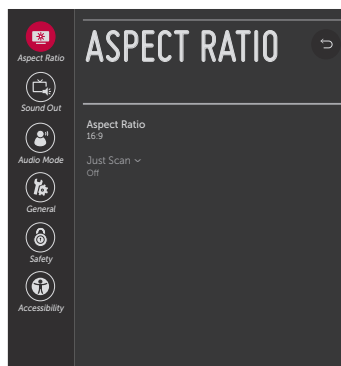 Aspect Ratio
Sound Out
Audio Mode
General
Safety
Accessibility
ASPECT RATIO
Aspect Ratio
16:9
Just Scan
Off